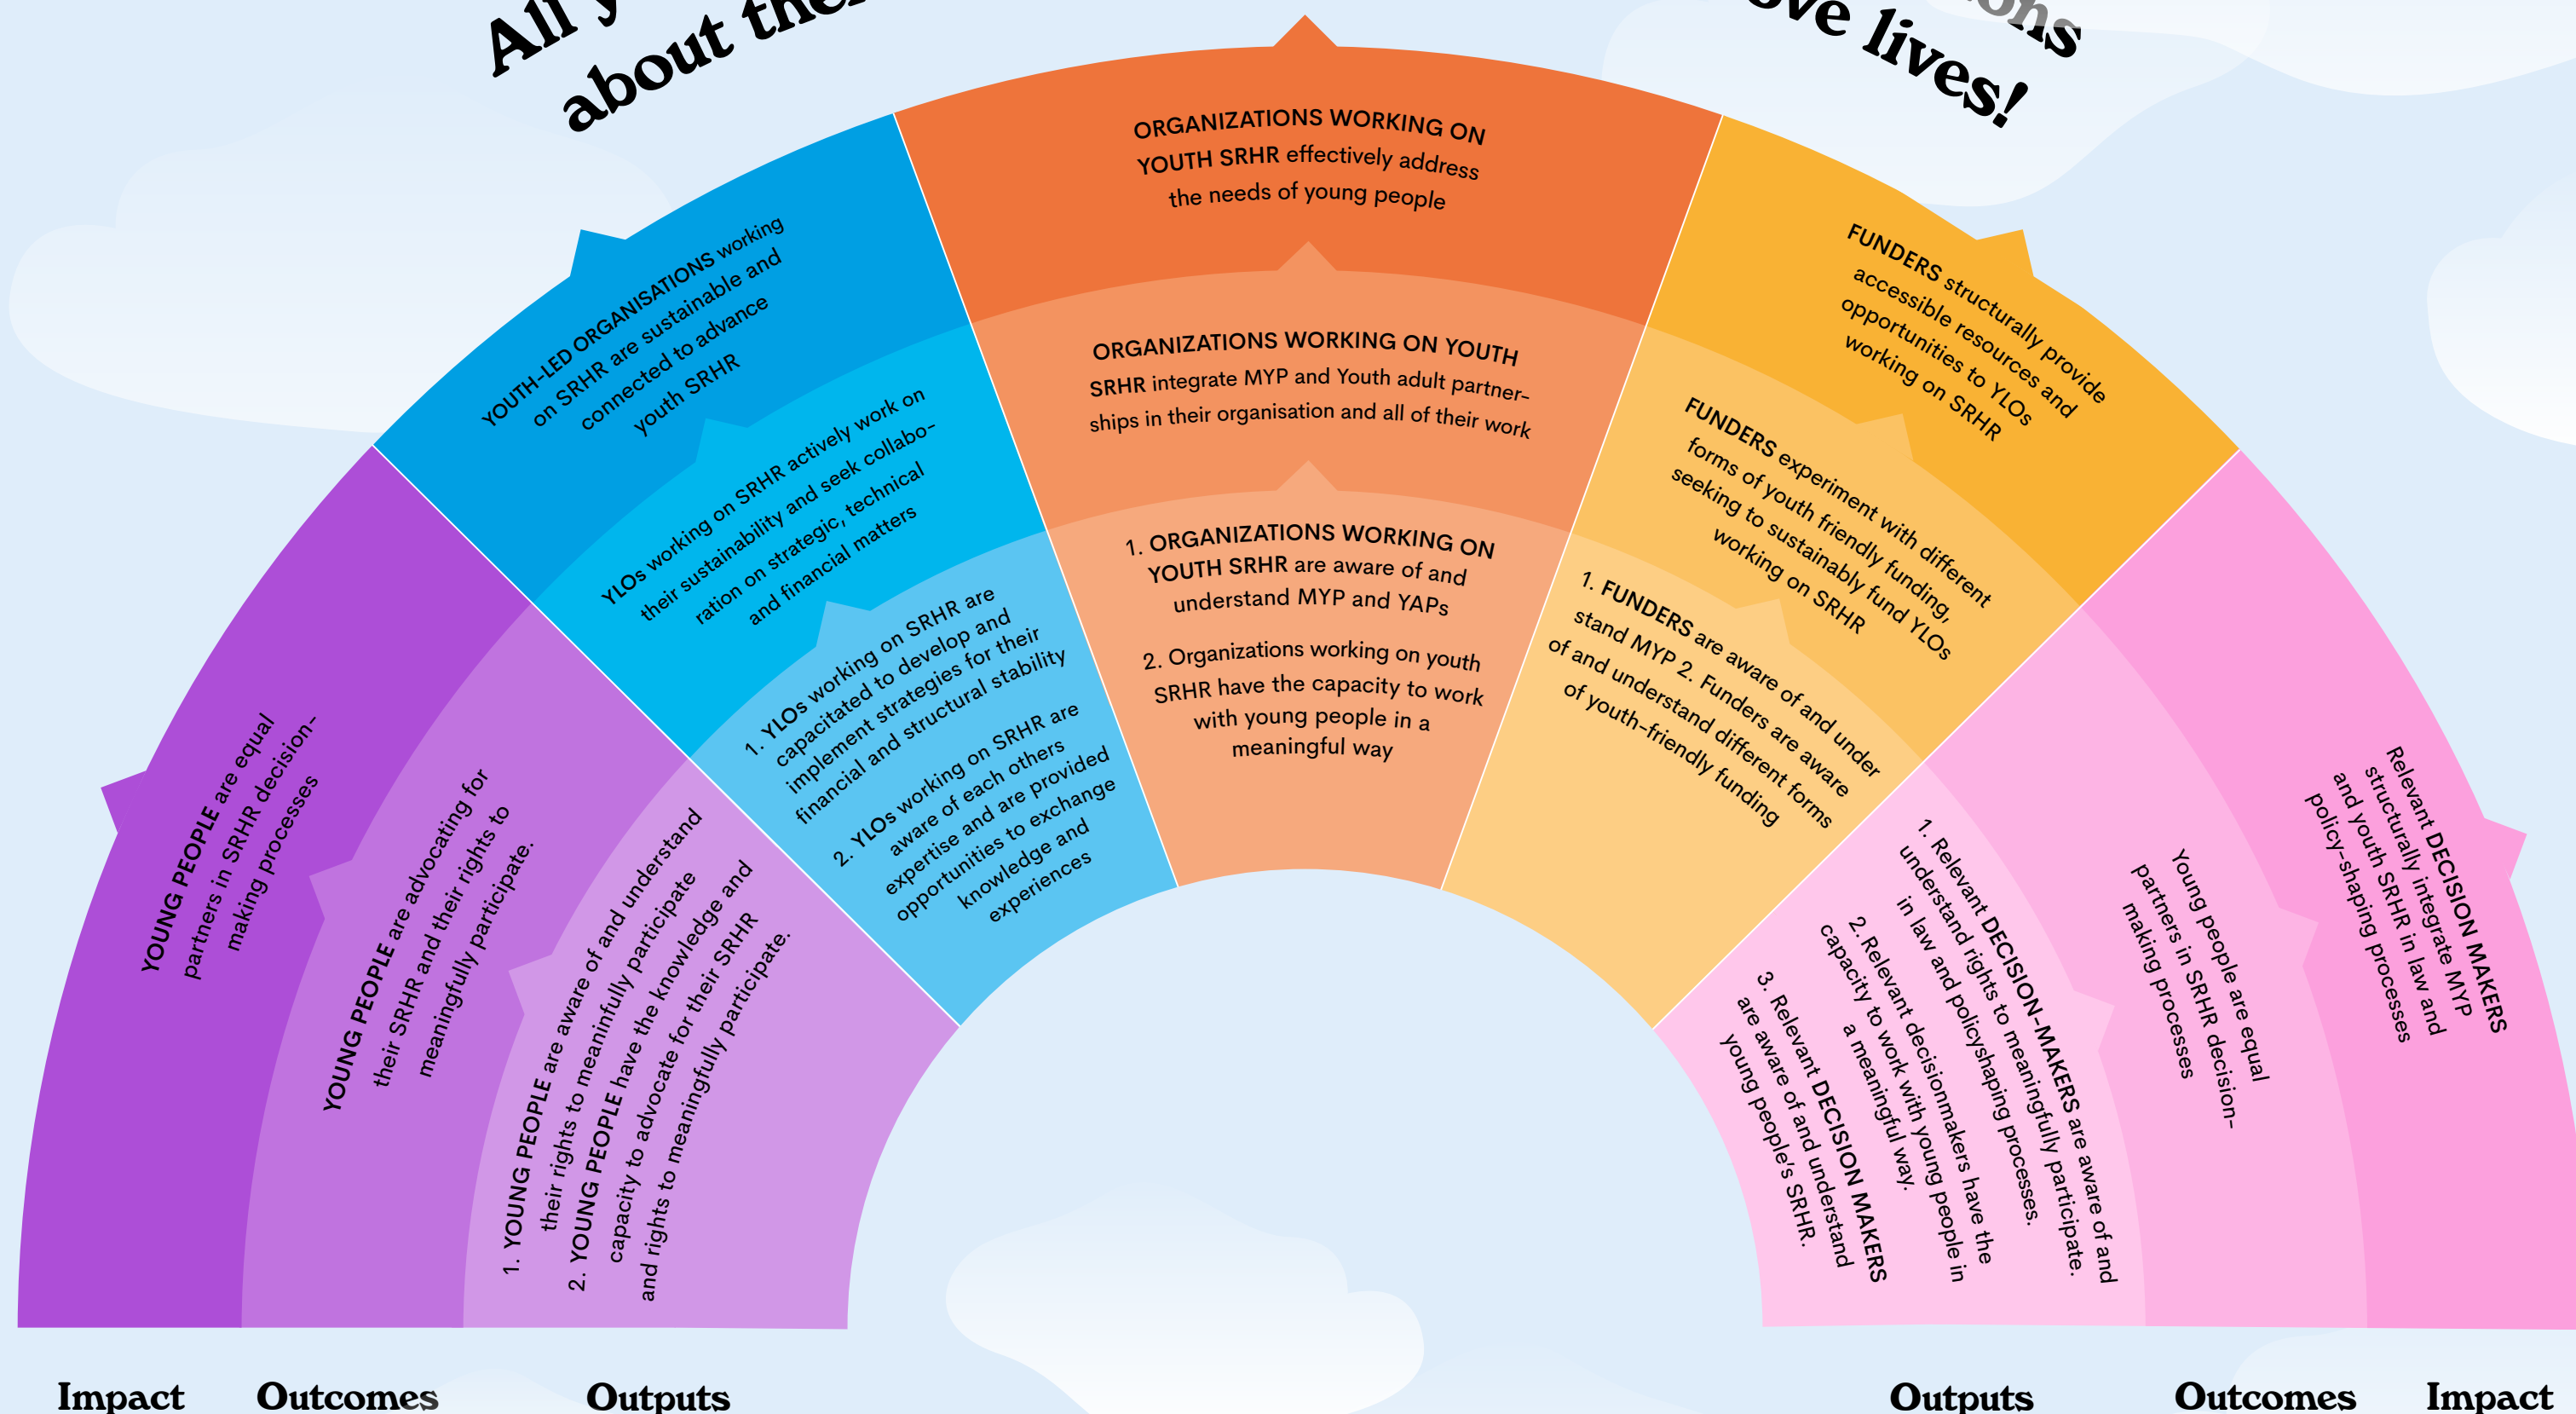 All
about
ons
ve lives!
YOUNG PEOPLE are equal
partners in SRHR decision-
making processes
YOUNG PEOPLE are advocating for
their SRHR and their rights to
meaningfully participate.
1. YOUNG PEOPLE are aware of and understand
their rights to meaninfully participate
2. YOUNG PEOPLE have the knowledge and
capacity to advocate for their SRHR
and rights to meaningfully participate.
YOUTH-LED ORGANISATIONS working
on SRHR are sustainable and
connected to advance
youth SRHR
YLOs working on SRHR actively work on
their sustainability and seek collabo-
ration on strategic, technical
and financial matters
1. YLOs working on SRHR are
capacitated to develop and
implement strategies for their
financial and structural stability
2. YLOs working on SRHR are
aware of each others
expertise and are provided
opportunities to exchange
knowledge and
experiences
ORGANIZATIONS WORKING ON
YOUTH SRHR effectively address
the needs of young people
ORGANIZATIONS WORKING ON YOUTH
SRHR integrate MYP and Youth adult partner-
ships in their organisation and all of their work
1. ORGANIZATIONS WORKING ON
YOUTH SRHR are aware of and
understand MYP and YAPs
2. Organizations working on youth
SRHR have the capacity to work
with young people in a
meaningful way
FUNDERS structurally provide
accessible resources and
opportunities to YLOs
working on SRHR
FUNDERS experiment with different
forms of youth friendly funding,
seeking to sustainably fund YLOs
working on SRHR
1. FUNDERS are aware of and under
stand MYP 2. Funders are aware
of and understand different forms
of youth-friendly funding
Relevant DECISION MAKERS
structurally integrate MYP
and youth SRHR in law and
policy-shaping processes
Young people are equal
partners in SRHR decision-
making processes
1. Relevant DECISION-MAKERS are aware of and
understand rights to meaningfully participate.
in law and policyshaping processes.
2. Relevant decisionmakers have the
capacity to work with young people in
a meaningful way.
3. Relevant DECISION MAKERS
are aware of and understand
young people's SRHR.
Impact Outcomes Outputs Outputs Outcomes Impact